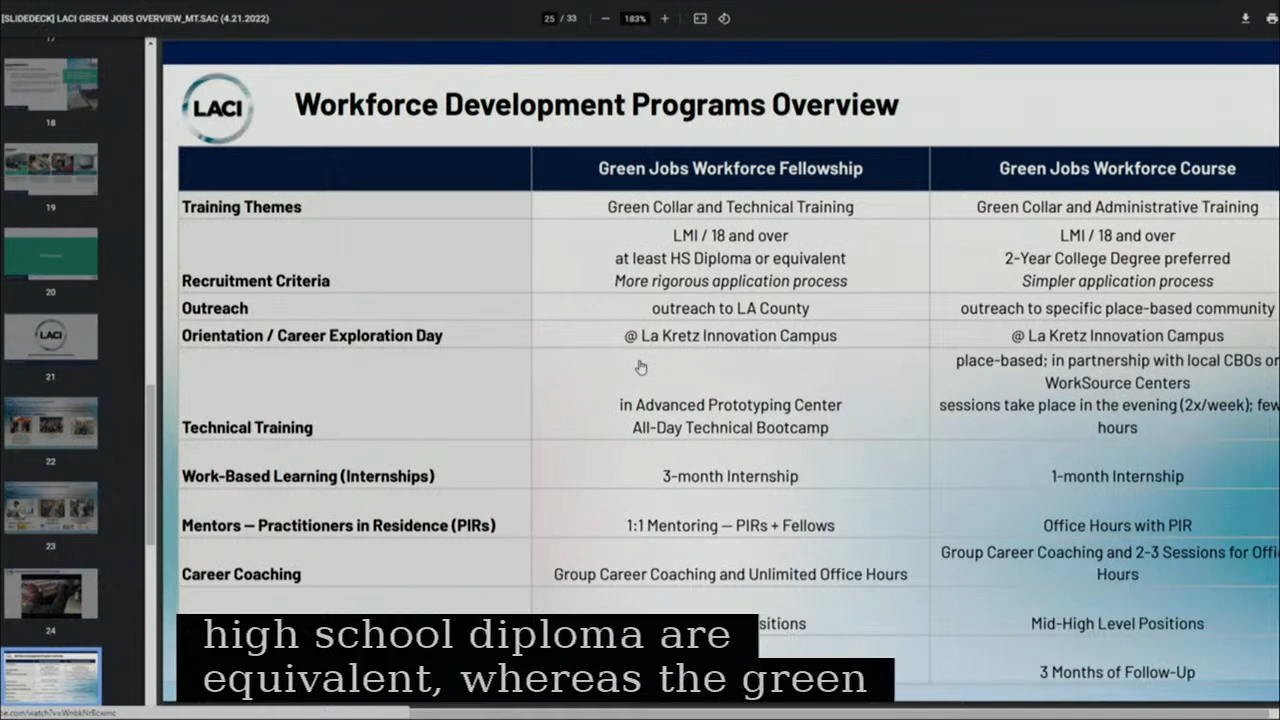 [SLIDEDECK] LACI GREEN JOBS OVERVIEW_MT.SAC (4.21.2022)
25 / 33
183%
17
18
19
20
LACI
21
22
23
24
LACI
Workforce Development Programs Overview
Green Jobs Workforce Fellowship
Green Jobs Workforce Course
Training Themes
Green Collar and Technical Training
Green Collar and Administrative Training
Recruitment Criteria
LMI / 18 and over
at least HS Diploma or equivalent
More rigorous application process
LMI / 18 and over
2-Year College Degree preferred
Simpler application process
Outreach
outreach to LA County
outreach to specific place-based community
Orientation / Career Exploration Day
@ La Kretz Innovation Campus
@ La Kretz Innovation Campus
Technical Training
in Advanced Prototyping Center
All-Day Technical Bootcamp
place-based; in partnership with local CBOs or
WorkSource Centers
sessions take place in the evening (2x/week); few
hours
Work-Based Learning (Internships)
3-month Internship
1-month Internship
Mentors — Practitioners in Residence (PIRs)
1:1 Mentoring — PIRs + Fellows
Office Hours with PIR
Career Coaching
Group Career Coaching and Unlimited Office Hours
Group Career Coaching and 2-3 Sessions for Offi
Hours
sitions
Mid-High Level Positions
3 Months of Follow-Up
high school diploma are
equivalent, whereas the green